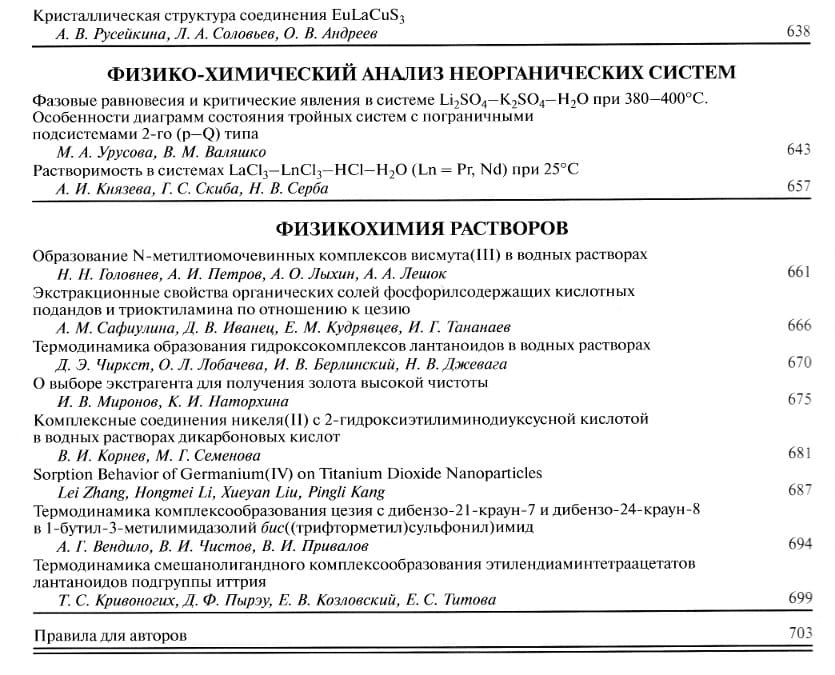 Кристаллическая структура соединения EuLaCuS₃
А. В. Русейкина, Л. А. Соловьев, О. В. Андреев 638
ФИЗИКО-ХИМИЧЕСКИЙ АНАЛИЗ НЕОРГАНИЧЕСКИХ СИСТЕМ
Фазовые равновесия и критические явления в системе Li₂SO₄–K₂SO₄–H₂O при 380–400°C.
Особенности диаграмм состояния тройных систем с пограничными
подсистемами 2-го (p–Q) типа
М. А. Урусова, В. М. Валяшко 643
Растворимость в системах LaCl₃–LnCl₃–HCl–H₂O (Ln = Pr, Nd) при 25°C
А. И. Князева, Г. С. Скиба, Н. В. Серба 657
ФИЗИКОХИМИЯ РАСТВОРОВ
Образование N-метилтиомочевинных комплексов висмута(III) в водных растворах
Н. Н. Головнев, А. И. Петров, А. О. Лыхин, А. А. Лешок 661
Экстракционные свойства органических солей фосфорилсодержащих кислотных
подандов и триоктиламина по отношению к цезию
А. М. Сафиулина, Д. В. Иванец, Е. М. Кудрявцев, И. Г. Тананаев 666
Термодинамика образования гидроксокомплексов лантаноидов в водных растворах
Д. Э. Чиркст, О. Л. Лобачева, И. В. Берлинский, Н. В. Джевага 670
О выборе экстрагента для получения золота высокой чистоты
И. В. Миронов, К. И. Наторхина 675
Комплексные соединения никеля(II) с 2-гидроксиэтилиминодиуксусной кислотой
в водных растворах дикарбоновых кислот
В. И. Корнев, М. Г. Семенова 681
Sorption Behavior of Germanium(IV) on Titanium Dioxide Nanoparticles
Lei Zhang, Hongmei Li, Xueyan Liu, Pingli Kang 687
Термодинамика комплексообразования цезия с дибензо-21-краун-7 и дибензо-24-краун-8
в 1-бутил-3-метилимидазолий бис((трифторметил)сульфонил)имид
А. Г. Вендило, В. И. Чистов, В. И. Привалов 694
Термодинамика смешанолигандного комплексообразования этилендиаминтетраацетатов
лантаноидов подгруппы иттрия
Т. С. Кривоногих, Д. Ф. Пырэу, Е. В. Козловский, Е. С. Титова 699
Правила для авторов 703